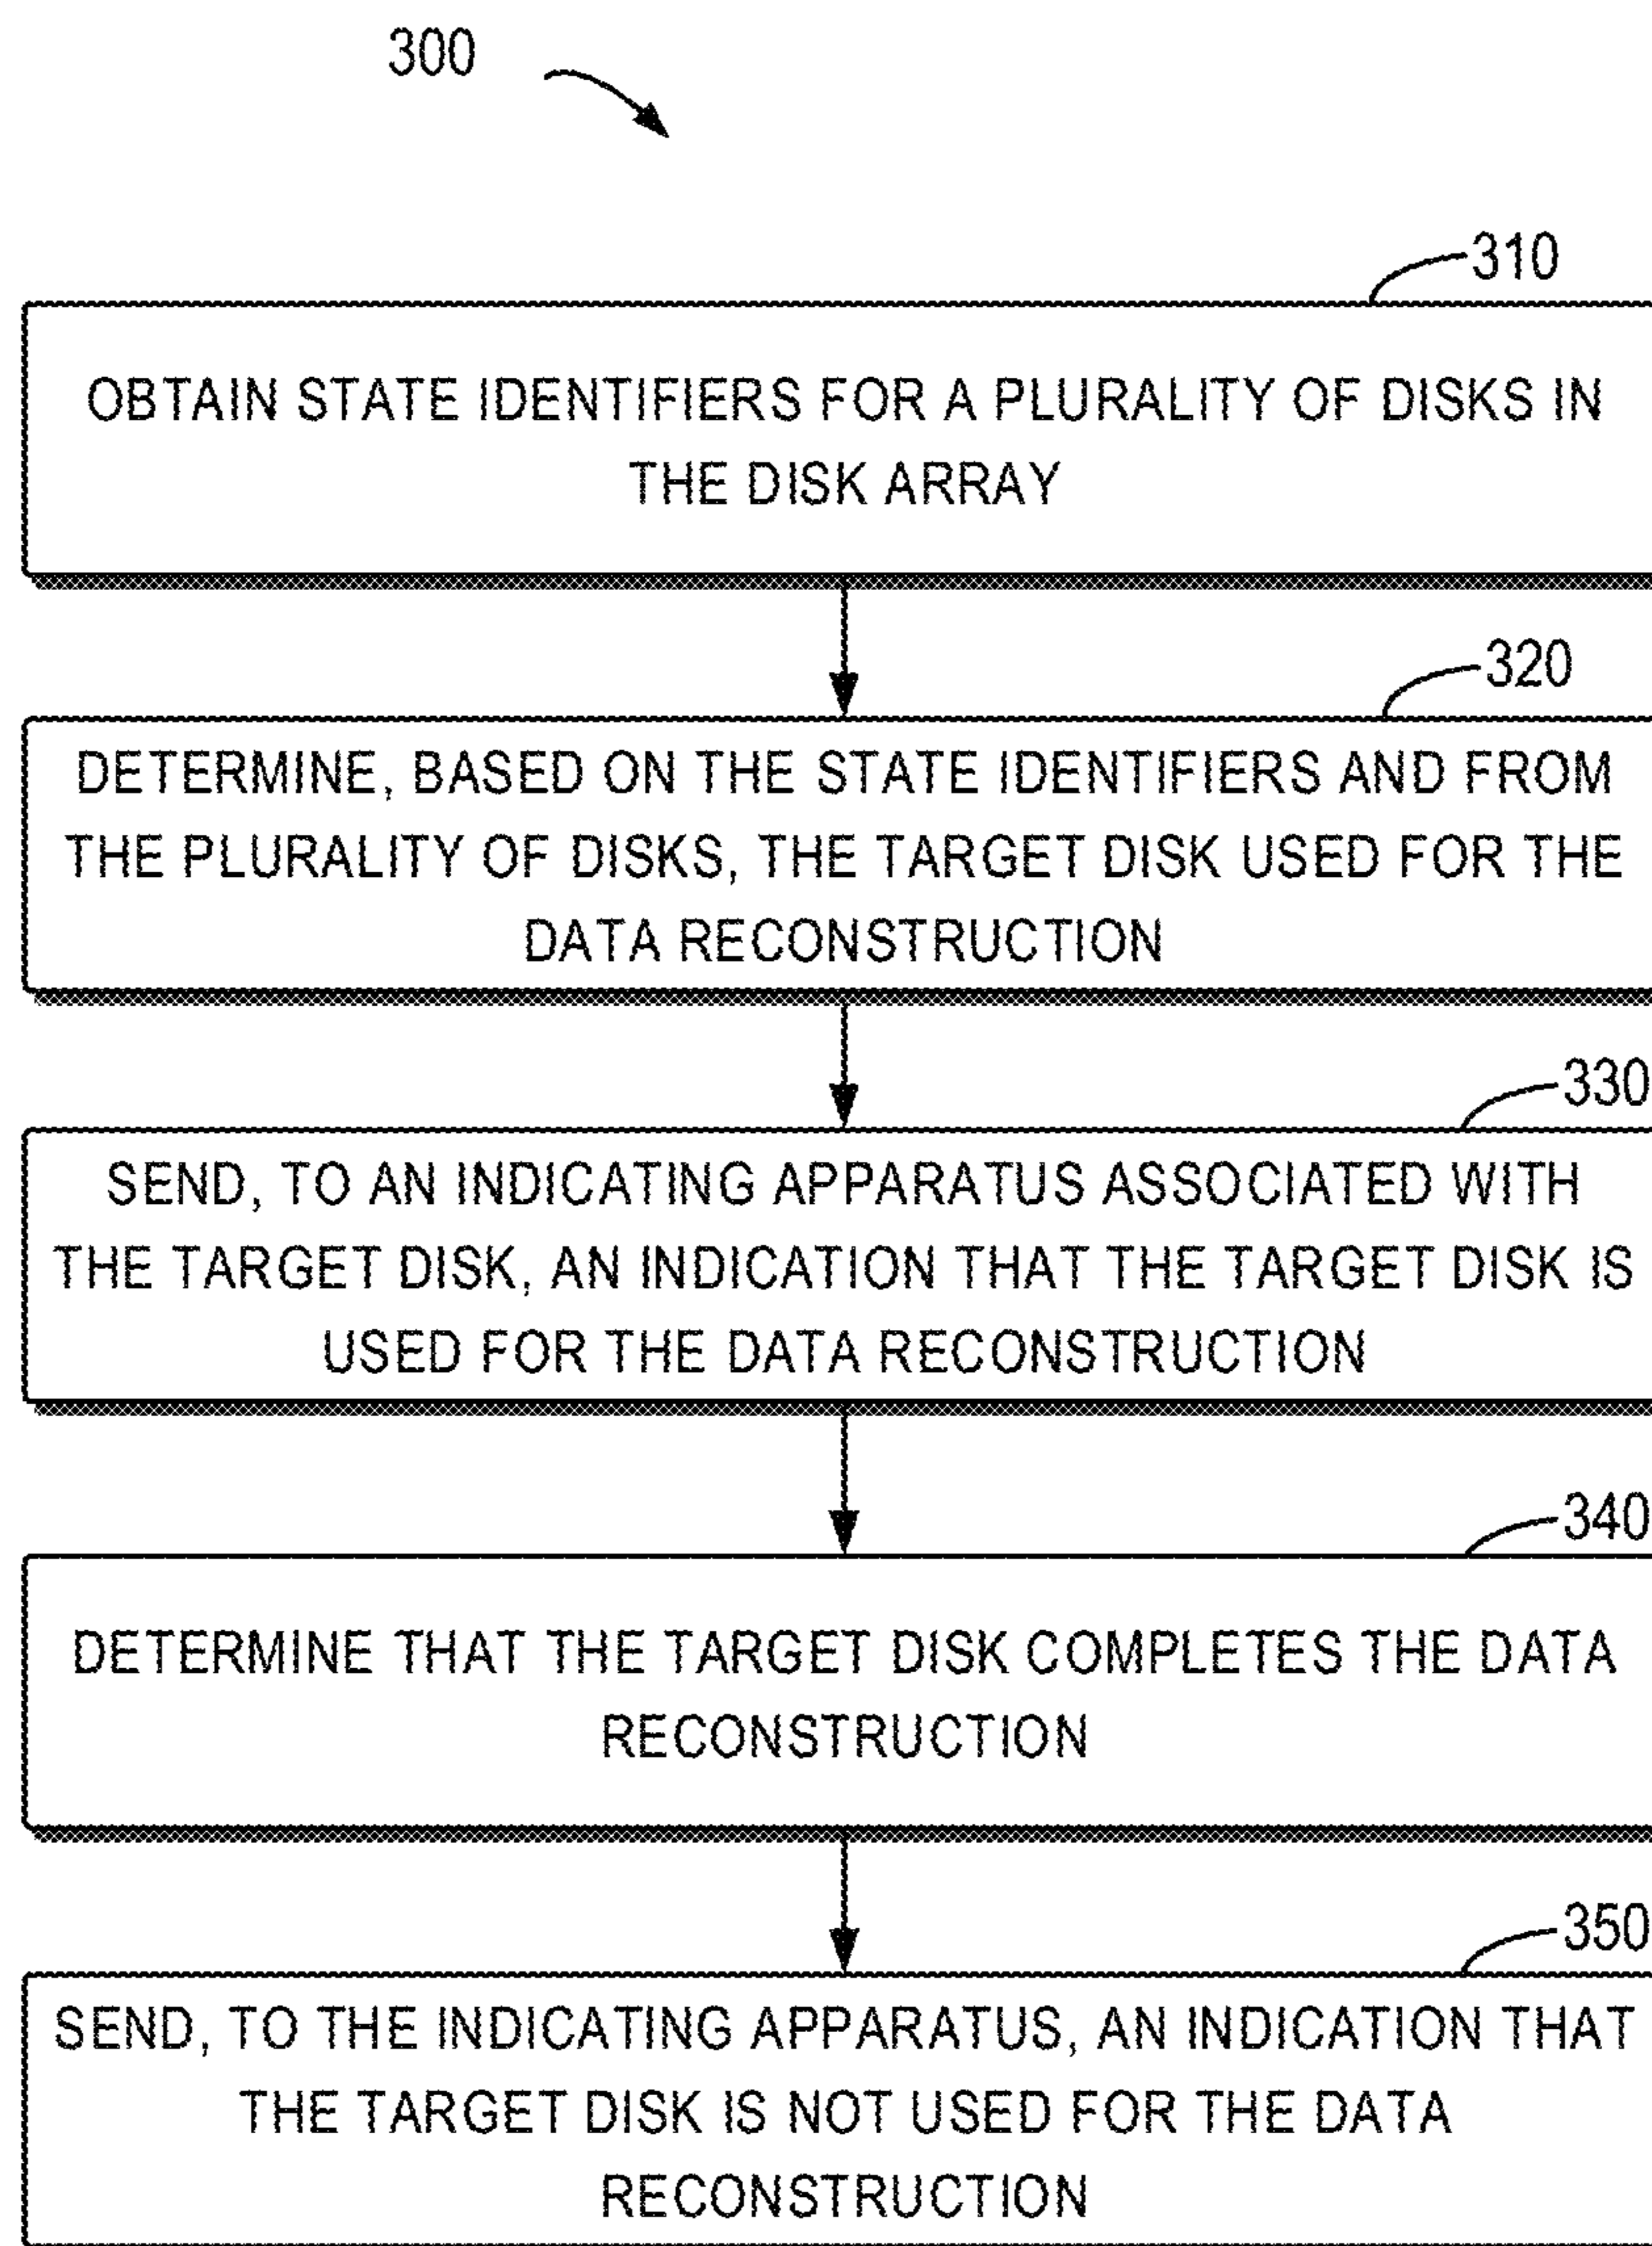 300
310
OBTAIN STATE IDENTIFIERS FOR A PLURALITY OF DISKS IN
THE DISK ARRAY
320
DETERMINE, BASED ON THE STATE IDENTIFIERS AND FROM
THE PLURALITY OF DISKS, THE TARGET DISK USED FOR THE
DATA RECONSTRUCTION
330
SEND, TO AN INDICATING APPARATUS ASSOCIATED WITH
THE TARGET DISK, AN INDICATION THAT THE TARGET DISK IS
USED FOR THE DATA RECONSTRUCTION
340
DETERMINE THAT THE TARGET DISK COMPLETES THE DATA
RECONSTRUCTION
350
SEND, TO THE INDICATING APPARATUS, AN INDICATION THAT
THE TARGET DISK IS NOT USED FOR THE DATA
RECONSTRUCTION